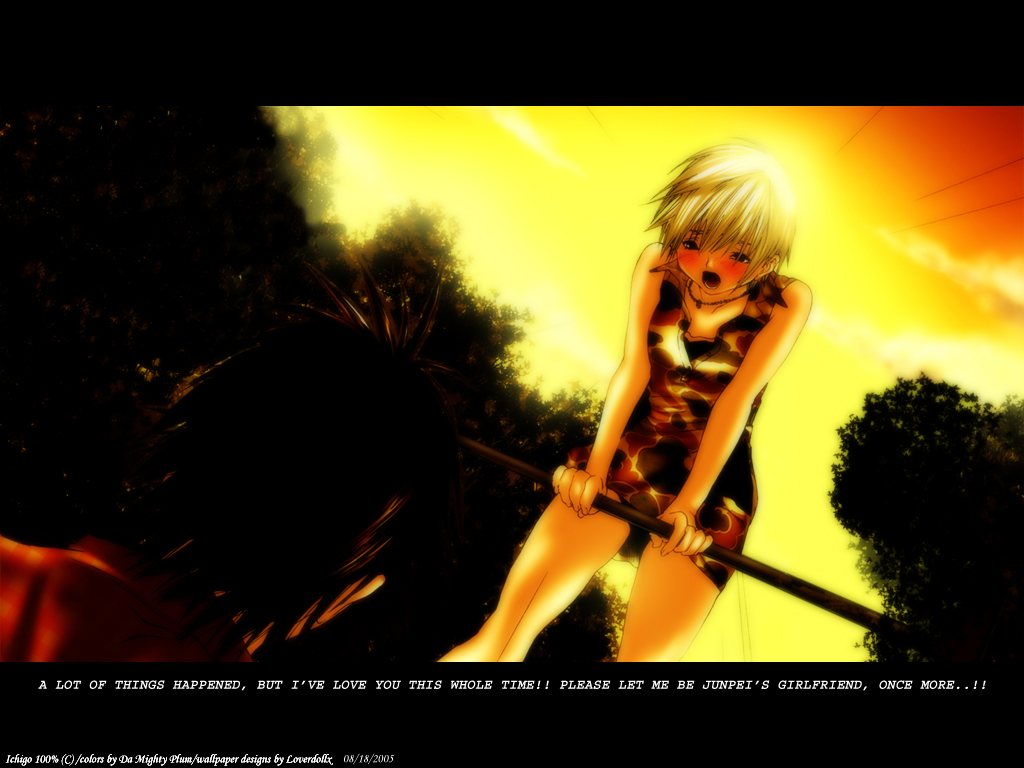 A LOT OF THINGS HAPPENED, BUT I'VE LOVE YOU THIS WHOLE TIME!! PLEASE LET ME BE JUNPEI'S GIRLFRIEND, ONCE MORE..!!
Ichigo 100% (C) /colors by Da Mighty Plum/wallpaper designs by Loverdollx 08/18/2005